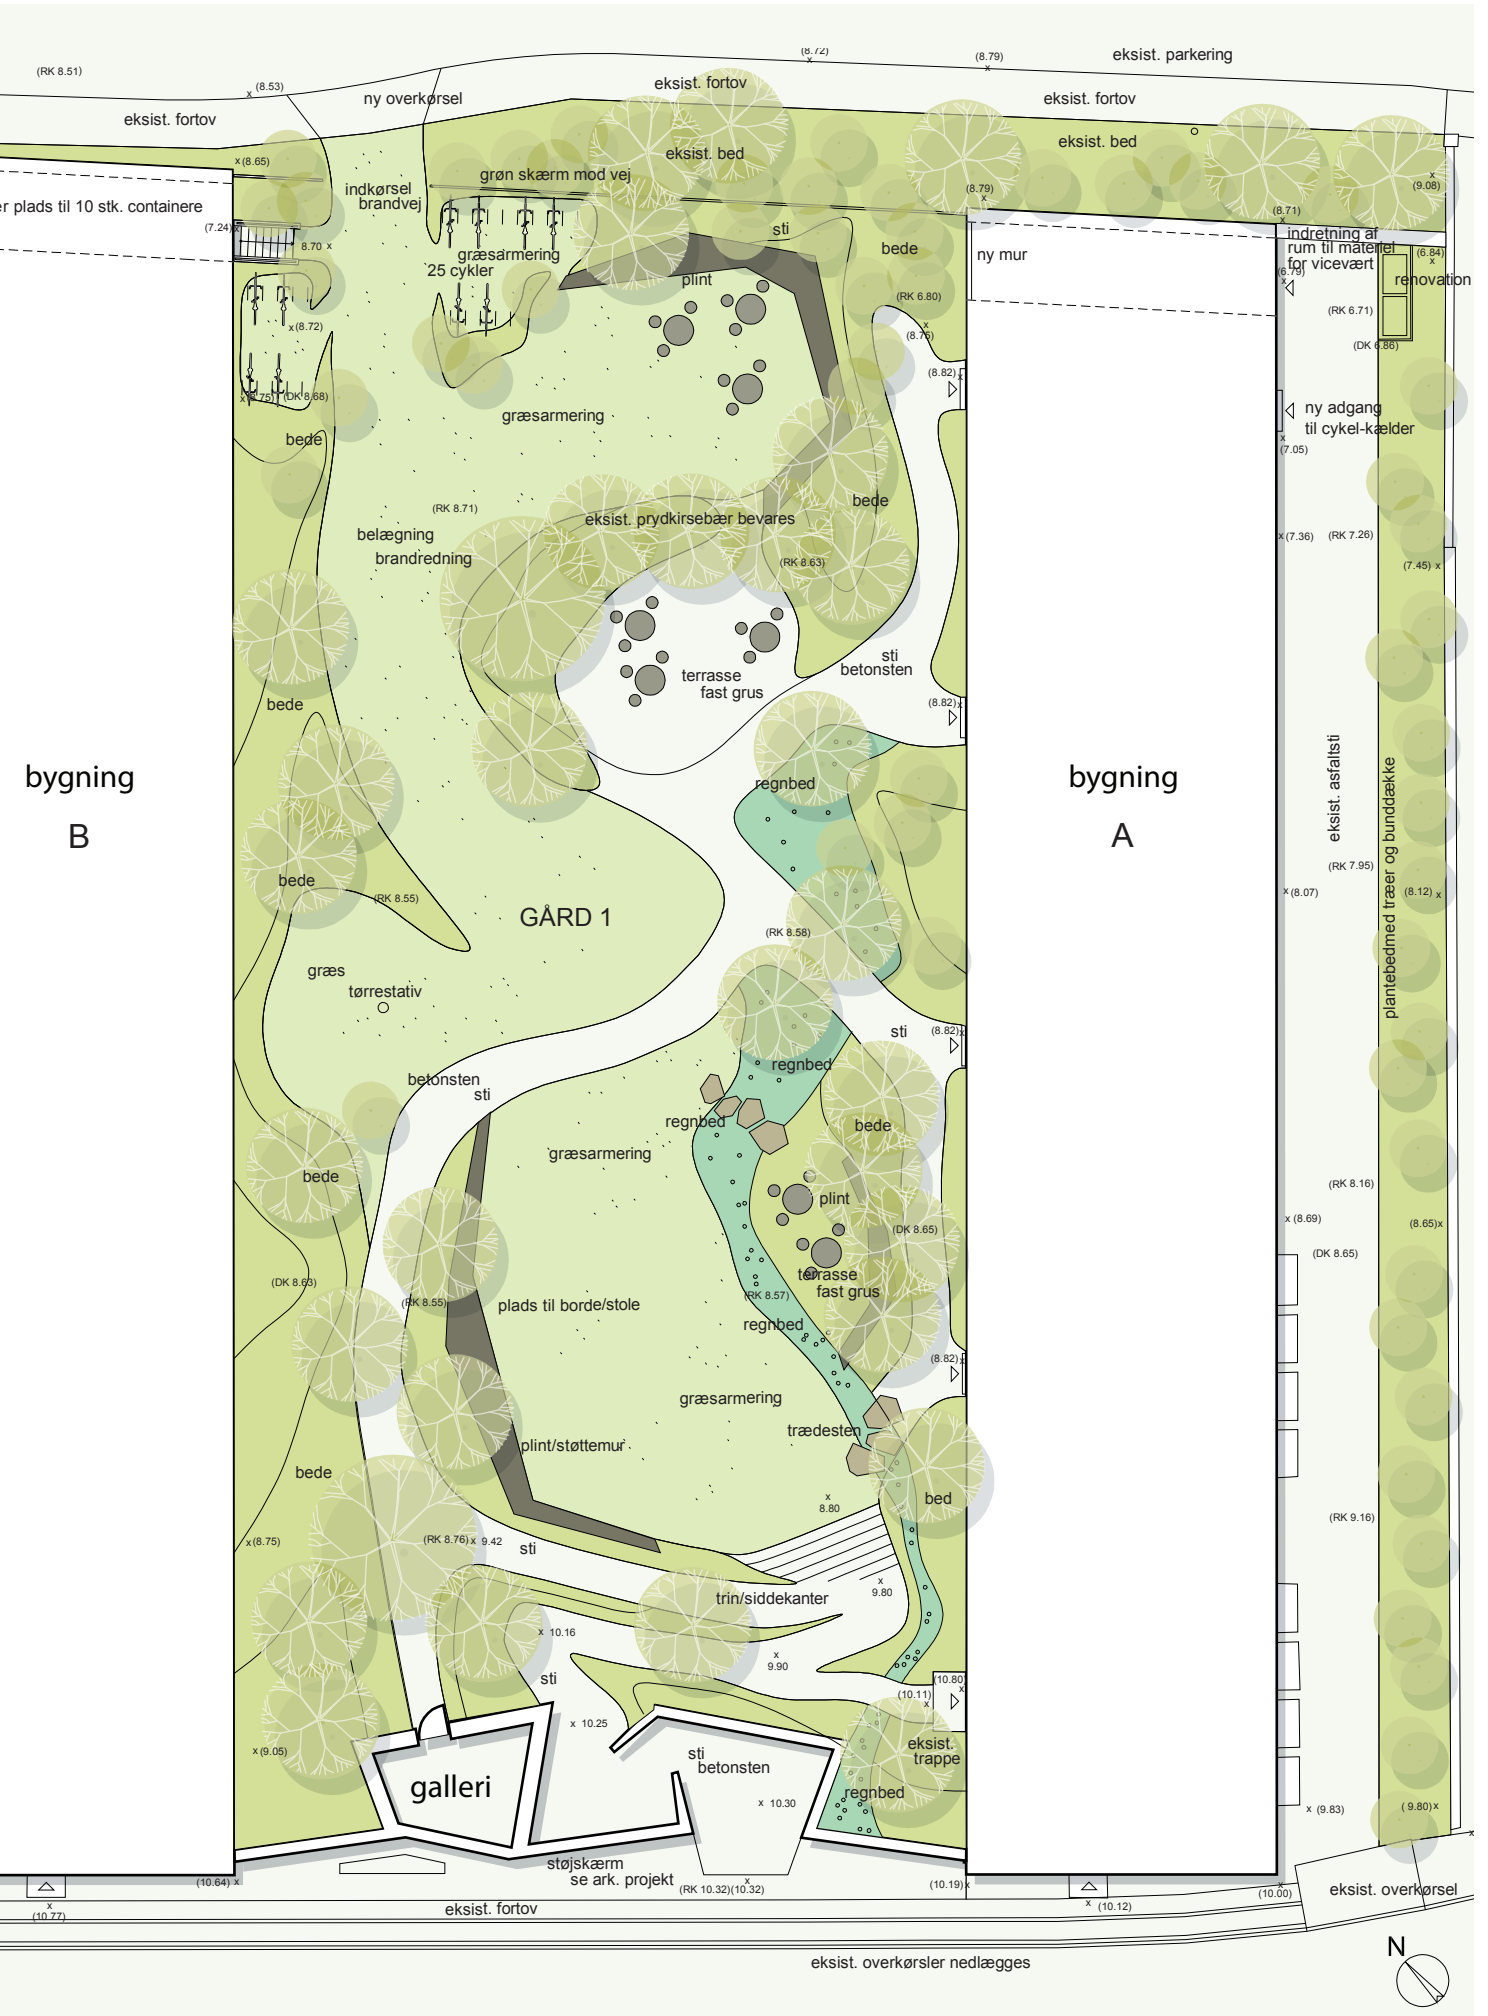 (8.72)
(8.79)
eksist. parkering
(RK 8.51)
(8.53)
eksist. fortov
ny overkørsel
eksist. fortov
eksist. fortov
eksist. bed
eksist. bed
x (8.65)
grøn skærm mod vej
indkørsel
brandvej
(8.79)
(9.08)
plads til 10 stk. containere
(7.24)
8.70 x
(8.71)
sti
bede
ny mur
indretning af
rum til materiel
for vicevært
(6.84)
græsarmering
25 cykler
plint
(6.79)
renovation
(RK 6.80)
(RK 6.71)
x (8.72)
(8.75)
(DK 6.86)
(8.82)
(8.75)
(DK 8.68)
græsarmering
ny adgang
til cykel-kælder
bede
(7.05)
bede
(RK 8.71)
eksist. prydkirsebær bevares
belægning
brandredning
x (7.36)
(RK 7.26)
(RK 8.63)
(7.45) x
sti
betonsten
terrasse
fast grus
bede
(8.82)x
bygning
B
bygning
A
regnbed
eksist. asfaltsti
plantebedmed træer og bunddække
bede
(RK 8.55)
(RK 7.95)
x (8.07)
(8.12) x
GÅRD 1
(RK 8.58)
græs
tørrestativ
sti
(8.82)x
regnbed
betonsten
sti
regnbed
bede
græsarmering
bede
(RK 8.16)
plint
x (8.69)
(8.65)x
(DK 8.65)
(DK 8.65)
(DK 8.63)
terrasse
fast grus
(RK 8.55)
plads til borde/stole
(RK 8.57)
regnbed
(8.82)x
græsarmering
trædesten
plint/støttemur
bede
bed
x
8.80
(RK 9.16)
x (8.75)
(RK 8.76) x 9.42
sti
x
9.80
trin/siddekanter
x 10.16
x
9.90
sti
(10.80)
x
(10.11)
x
x 10.25
eksist.
trappe
x (9.05)
sti
betonsten
galleri
regnbed
x 10.30
x (9.83)
(9.80)x
støjskærm
se ark. projekt
(10.64) x
(RK 10.32)(10.32)
(10.19)x
(10.00)
eksist. overkørsel
x
(10.77)
eksist. fortov
x (10.12)
N
eksist. overkørsler nedlægges